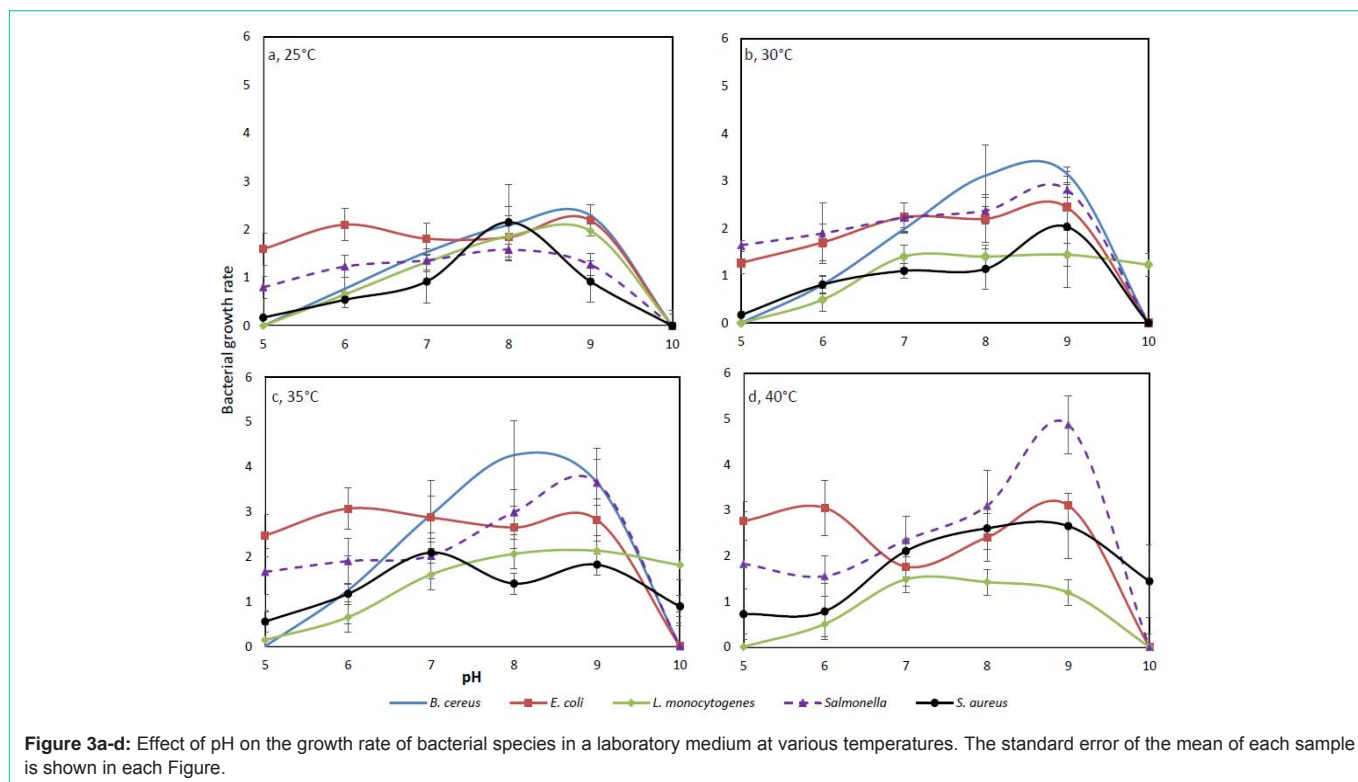 6
5
4
3
2
1
0
a, 25°C
5 6 7 8 9 10
6
5
4
3
2
1
0
b, 30°C
5 6 7 8 9 10
Bacterial growth rate
6
5
4
3
2
1
0
c, 35°C
5 6 7 8 9 10
6
5
4
3
2
1
0
d, 40°C
5 6 7 8 9 10
pH
B. cereus E. coli L. monocytogenes Salmonella S. aureus
Figure 3a-d: Effect of pH on the growth rate of bacterial species in a laboratory medium at various temperatures. The standard error of the mean of each sample
is shown in each Figure.